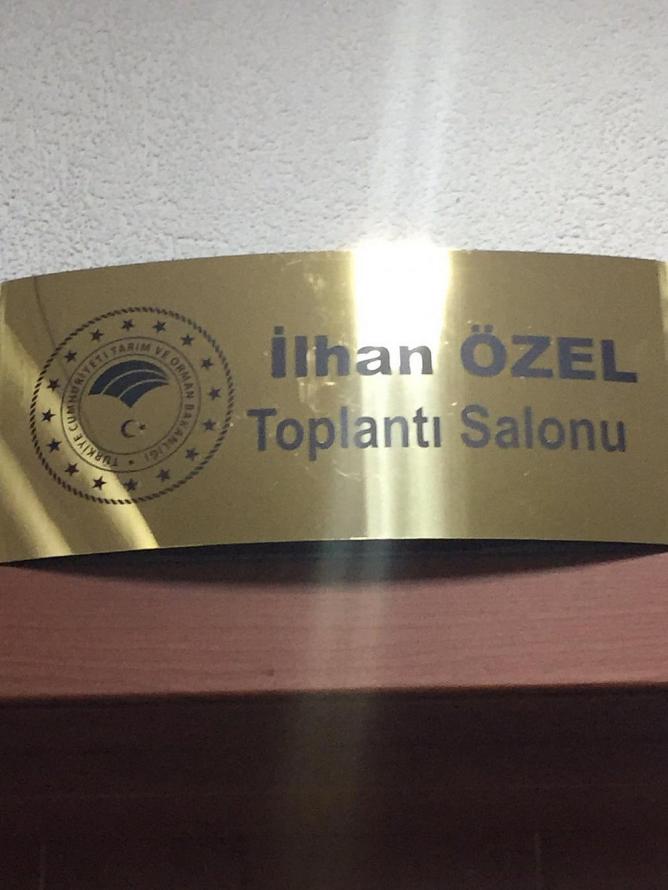 İlhan ÖZEL
Toplantı Salonu
TÜRKİYE CUMHURİYETİ TARIM VE ORMAN BAKANLIĞI